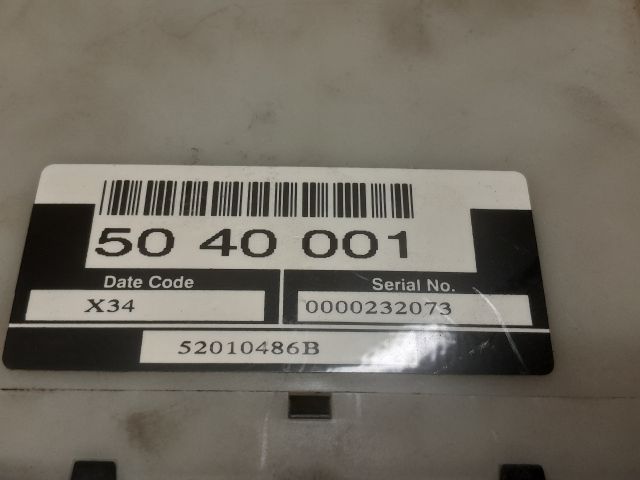 50 40 001
Date Code
Serial No.
X34
0000232073
52010486B